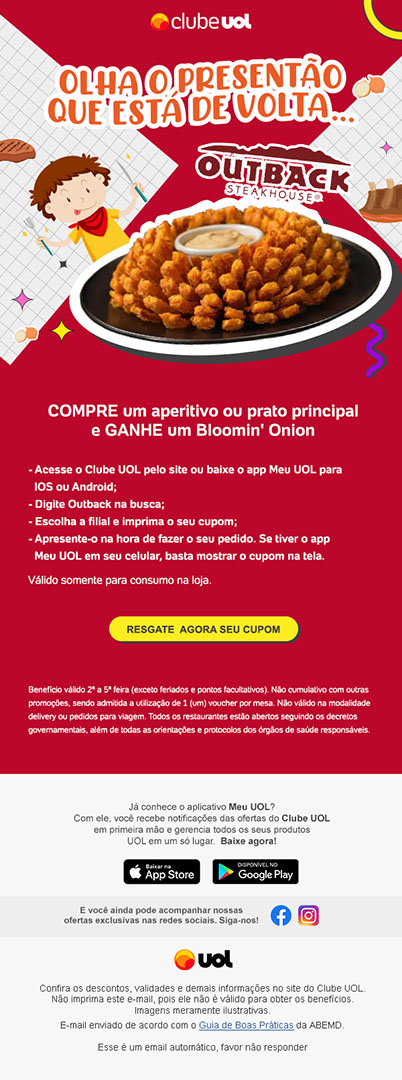 clubeuol
OLHA O PRESENTÃO
QUE ESTÁ DE VOLTA...
OUTBACK
STEAKHOUSE®
COMPRE um aperitivo ou prato principal
e GANHE um Bloomin' Onion
- Acesse o Clube UOL pelo site ou baixe o app Meu UOL para
IOS ou Android;
- Digite Outback na busca;
- Escolha a filial e imprima o seu cupom;
- Apresente-o na hora de fazer o seu pedido. Se tiver o app
Meu UOL em seu celular, basta mostrar o cupom na tela.
Válido somente para consumo na loja.
RESGATE AGORA SEU CUPOM
Benefício válido 2ª a 5ª feira (exceto feriados e pontos facultativos). Não cumulativo com outras
promoções, sendo admitida a utilização de 1 (um) voucher por mesa. Não válido na modalidade
delivery ou pedidos para viagem. Todos os restaurantes estão abertos seguindo os decretos
governamentais, além de todas as orientações e protocolos dos órgãos de saúde responsáveis.
Já conhece o aplicativo Meu UOL?
Com ele, você recebe notificações das ofertas do Clube UOL
em primeira mão e gerencia todos os seus produtos
UOL em um só lugar. Baixe agora!
Baixar na
App Store
DISPONÍVEL NO
Google Play
E você ainda pode acompanhar nossas
ofertas exclusivas nas redes sociais. Siga-nos!
uol
Confira os descontos, validades e demais informações no site do Clube UOL.
Não imprima este e-mail, pois ele não é válido para obter os benefícios.
Imagens meramente ilustrativas.
E-mail enviado de acordo com o Guia de Boas Práticas da ABEMD.
Esse é um email automático, favor não responder